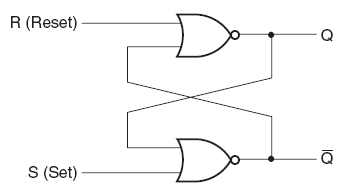 R (Reset)
Q
S (Set)
Q̅